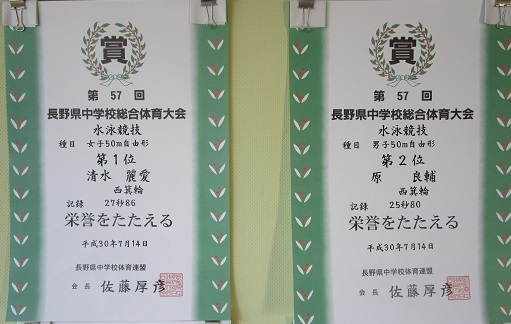 賞
第 57 回
長野県中学校総合体育大会
水泳競技
種目 女子50m自由形
第1位
清水 麗愛
西箕輪
記録 27秒86
栄誉をたたえる
平成30年7月14日
長野県中学校体育連盟
会長 佐藤厚彦
賞
第 57 回
長野県中学校総合体育大会
水泳競技
種目 男子50m自由形
第2位
原 良輔
西箕輪
記録 25秒80
栄誉をたたえる
平成30年7月14日
長野県中学校体育連盟
会長 佐藤厚彦